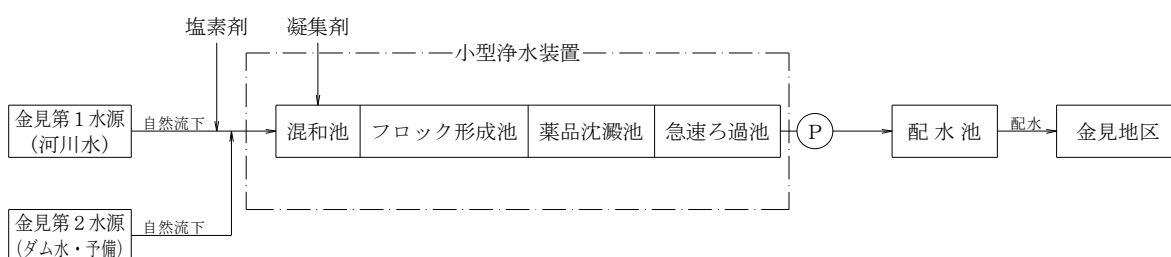 塩素剤
凝集剤
小型浄水装置
金見第1水源
(河川水)
自然流下
混和池
フロック形成池
薬品沈澱池
急速ろ過池
P
配水池
配水
金見地区
金見第2水源
(ダム水・予備)
自然流下